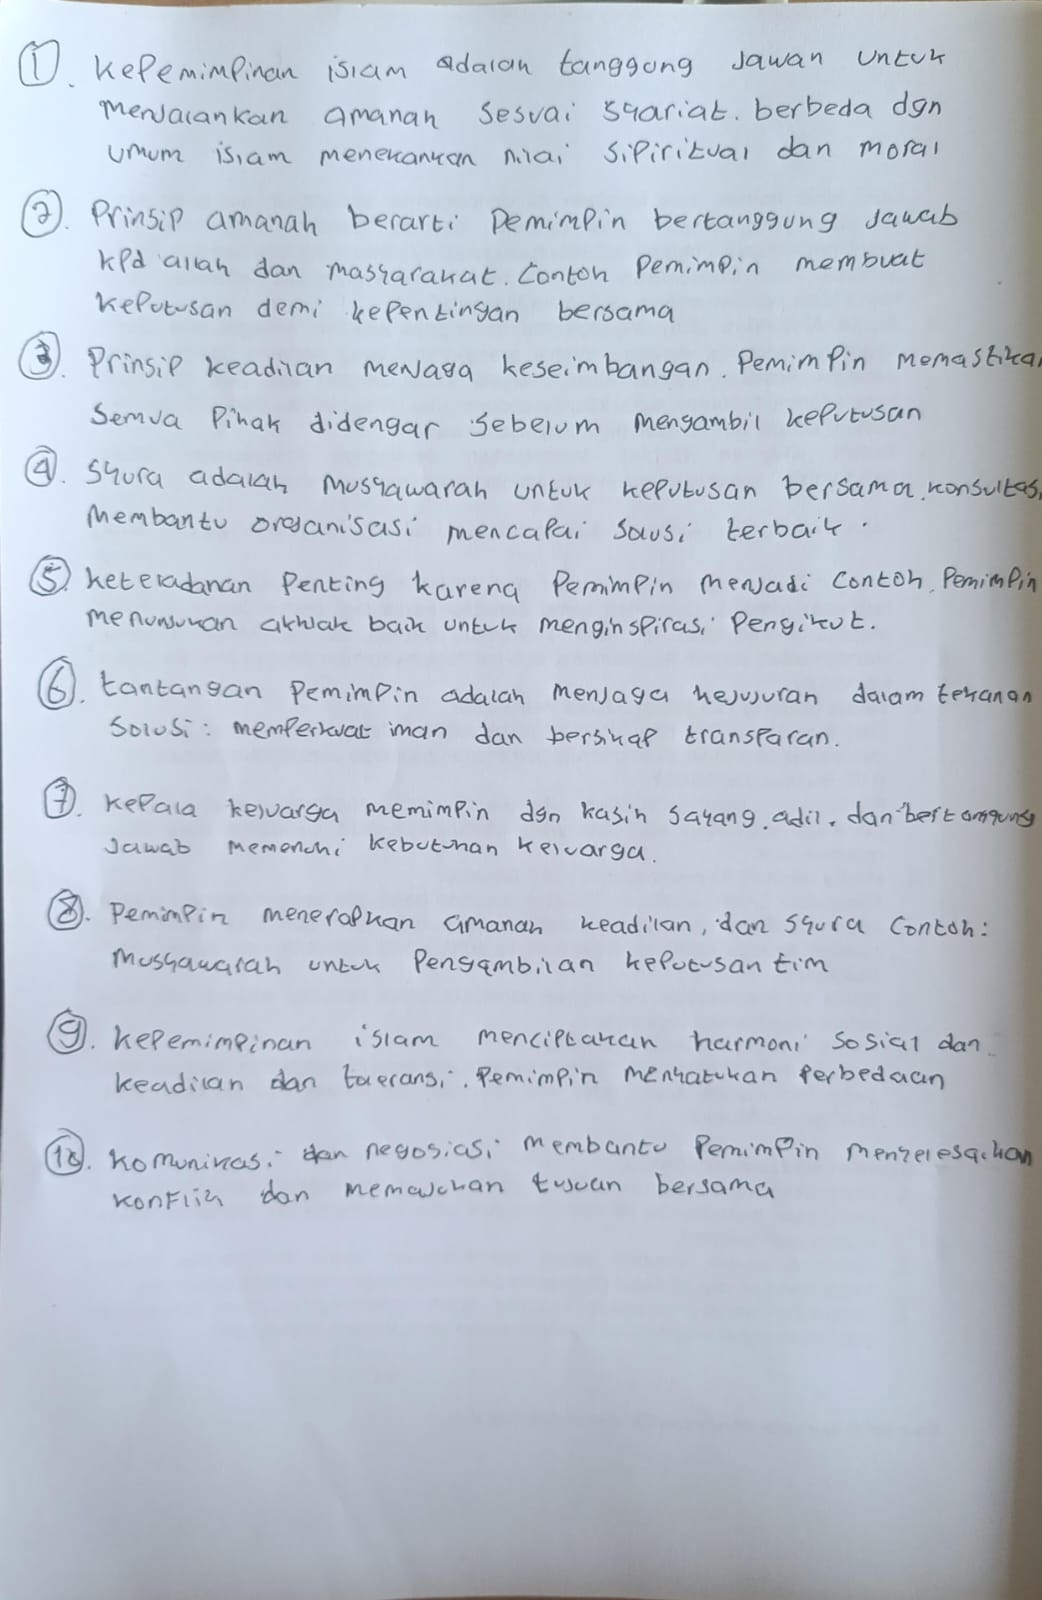 1. Kepemimpinan islam adalah tanggung Jawan untuk
menjalankan amanah sesuai syariat. berbeda dgn
umum islam menekankan nilai sipiritual dan moral
2. Prinsip amanah berarti Pemimpin bertanggung Jawab
kpd allah dan masyarakat. Contoh Pemimpin membuat
keputusan demi kepentingan bersama
3. Prinsip keadilan menjaga keseimbangan. Pemimpin memastikan
semua Pihak didengar sebelum mengambil keputusan
4. Syura adalah musyawarah untuk keputusan bersama. konsultasi
membantu organisasi mencapai solusi terbaik.
5. keteladanan Penting karena Pemimpin menjadi contoh. Pemimpin
menunjukan akhlak baik untuk menginspirasi Pengikut.
6. tantangan Pemimpin adalah menjaga kejujuran dalam tekanan
Solusi: memperkuat iman dan bersikap transparan.
7. Kepala keluarga memimpin dgn kasih sayang. adil. dan bertanggung
Jawab memenuhi kebutuhan keluarga.
8. Pemimpin menerapkan amanah keadilan, dan syura Contoh:
musyawarah untuk Pengambilan keputusan tim
9. kepemimpinan islam menciptakan harmoni sosial dan
keadilan dan toleransi. Pemimpin menyatukan perbedaan
10. komunikasi dan negosiasi membantu Pemimpin menyelesaikan
konflik dan memajukan tujuan bersama